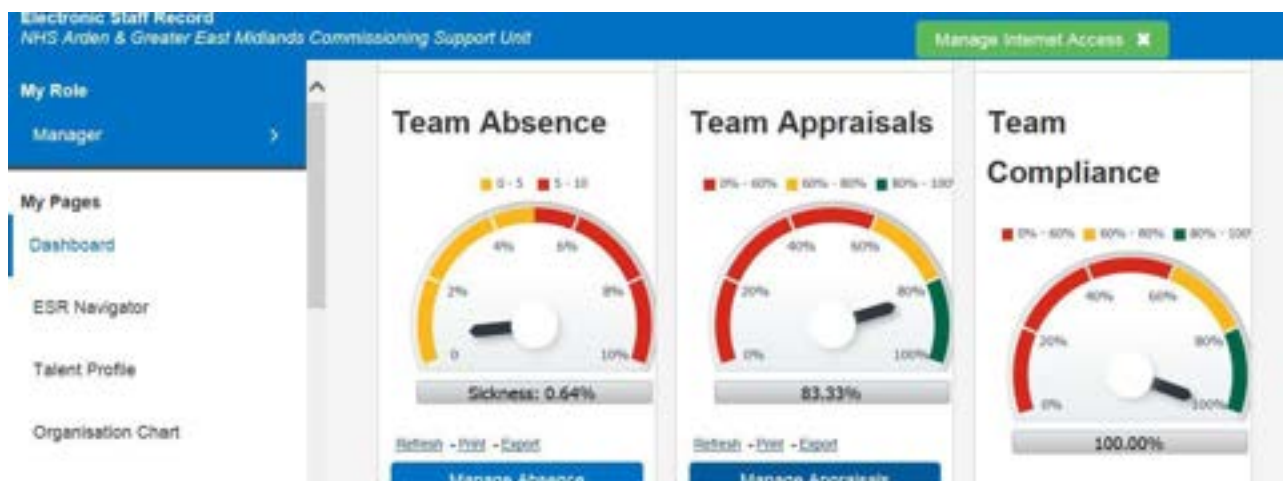 Electronic Staff Record
NHS Arden & Greater East Midlands Commissioning Support Unit
Manage Internet Access ✖
My Role
Manager
My Pages
Dashboard
ESR Navigator
Talent Profile
Organisation Chart
Team Absence
0 - 5 5 - 10
4% 6%
2% 8%
0 10%
Sickness: 0.64%
Refresh - Print - Export
Manage Absence
Team Appraisals
0% - 60% 60% - 80% 80% - 100
40% 60%
20% 80%
0% 100%
83.33%
Refresh - Print - Export
Manage Appraisals
Team
Compliance
0% - 60% 60% - 80% 80% - 100
40% 60%
20% 80%
0% 100%
100.00%